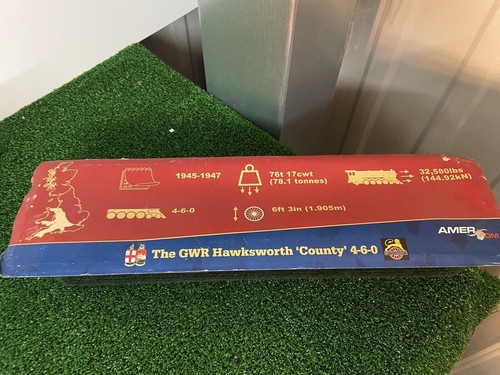 1945-1947
76t 17cwt
(78.1 tonnes)
32,580lbs
(144.92kN)
4-6-0
6ft 3in (1.905m)
The GWR Hawksworth 'County' 4-6-0
AMER
COM